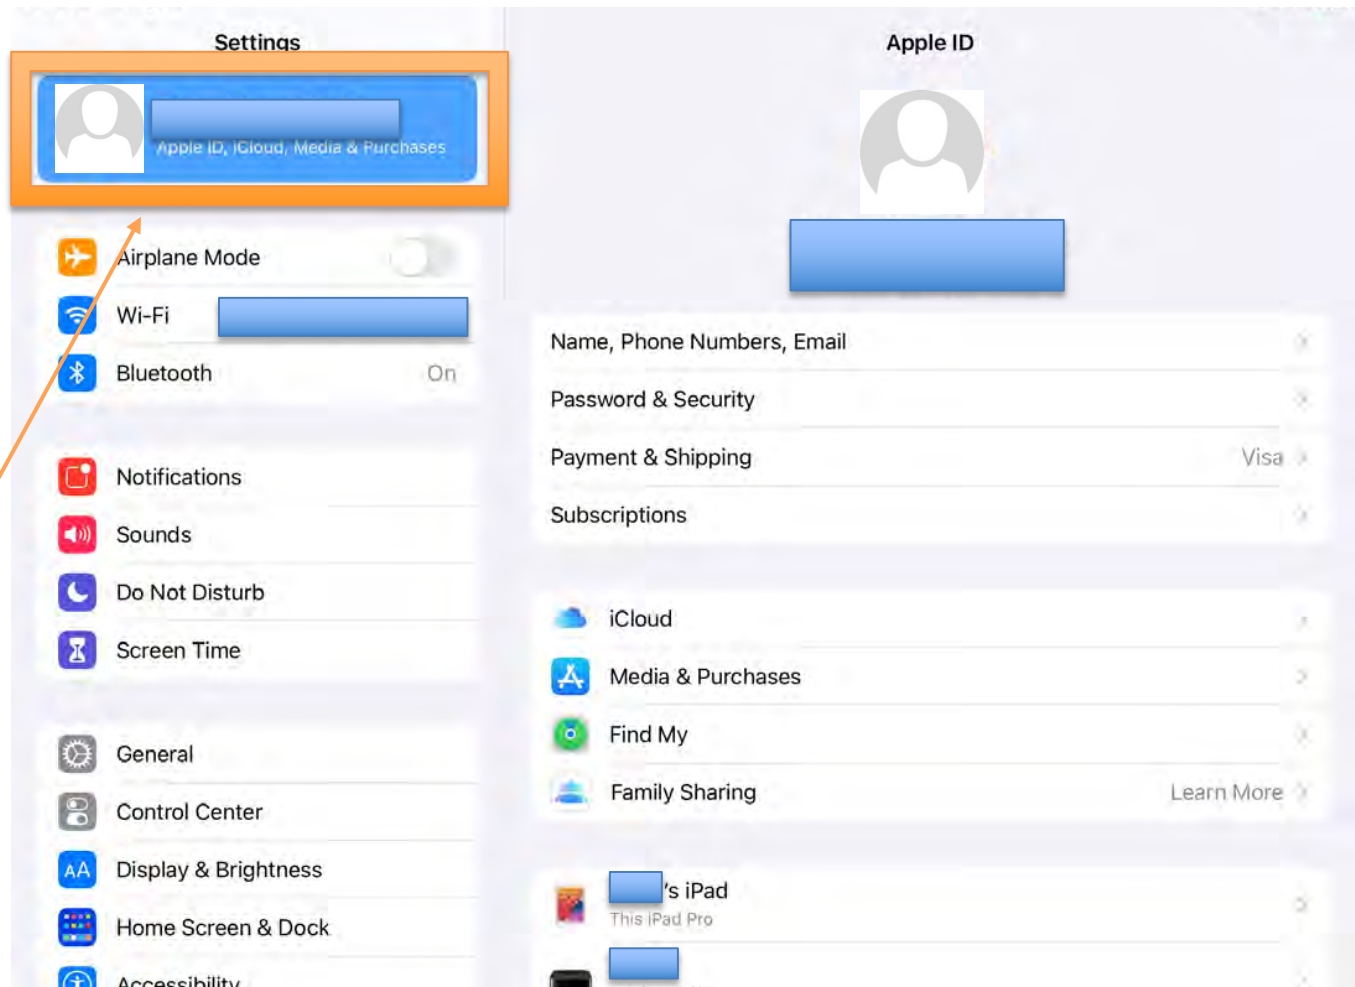 Settings
Apple ID, iCloud, Media & Purchases
Airplane Mode
Wi-Fi
Bluetooth On
Notifications
Sounds
Do Not Disturb
Screen Time
General
Control Center
AA Display & Brightness
Home Screen & Dock
Accessibility
Apple ID
Name, Phone Numbers, Email
Password & Security
Payment & Shipping Visa
Subscriptions
iCloud
Media & Purchases
Find My
Family Sharing Learn More
's iPad
This iPad Pro